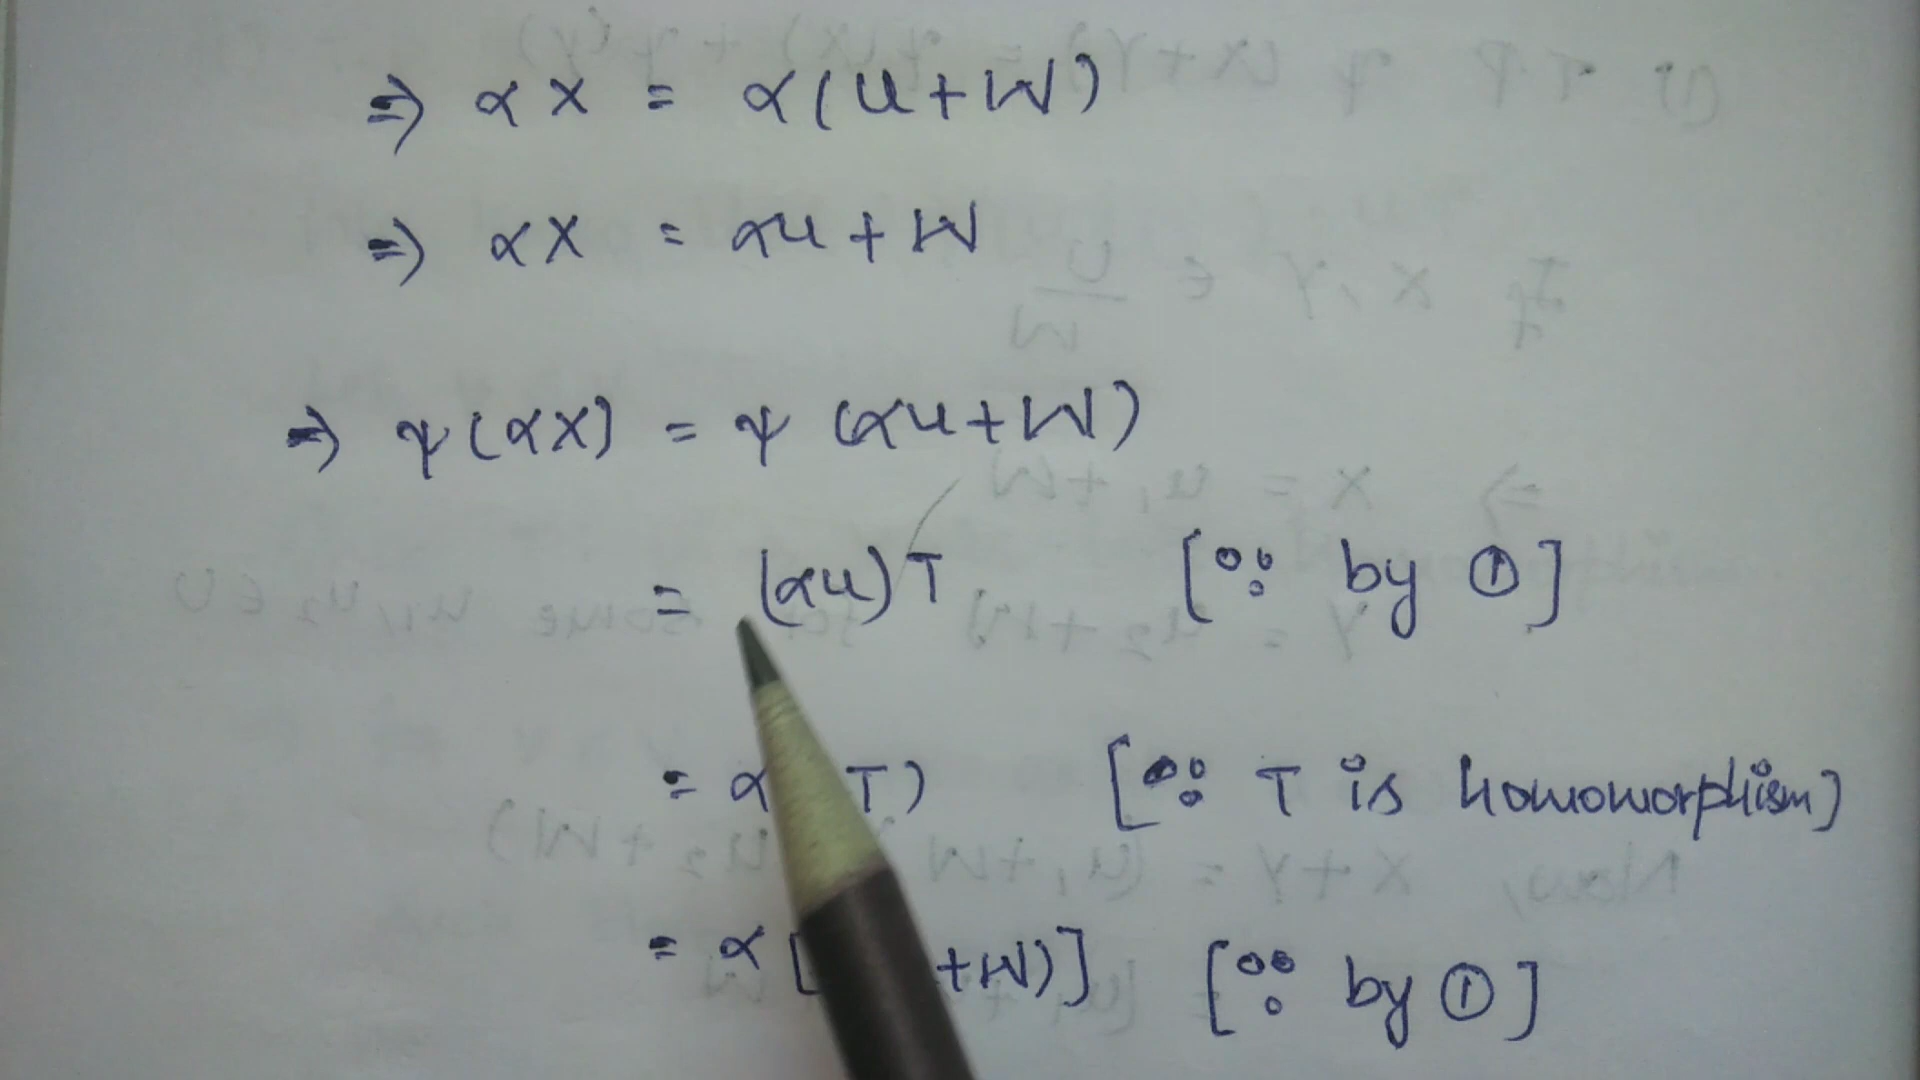 ⇒ αX = α(u+W)
⇒ αX = αu+W
⇒ ψ(αX) = ψ (αu+W)
= (αu)T [∵ by ①]
= α T) [∵ T is homomorphism]
= α [ +W)] [∵ by ①]